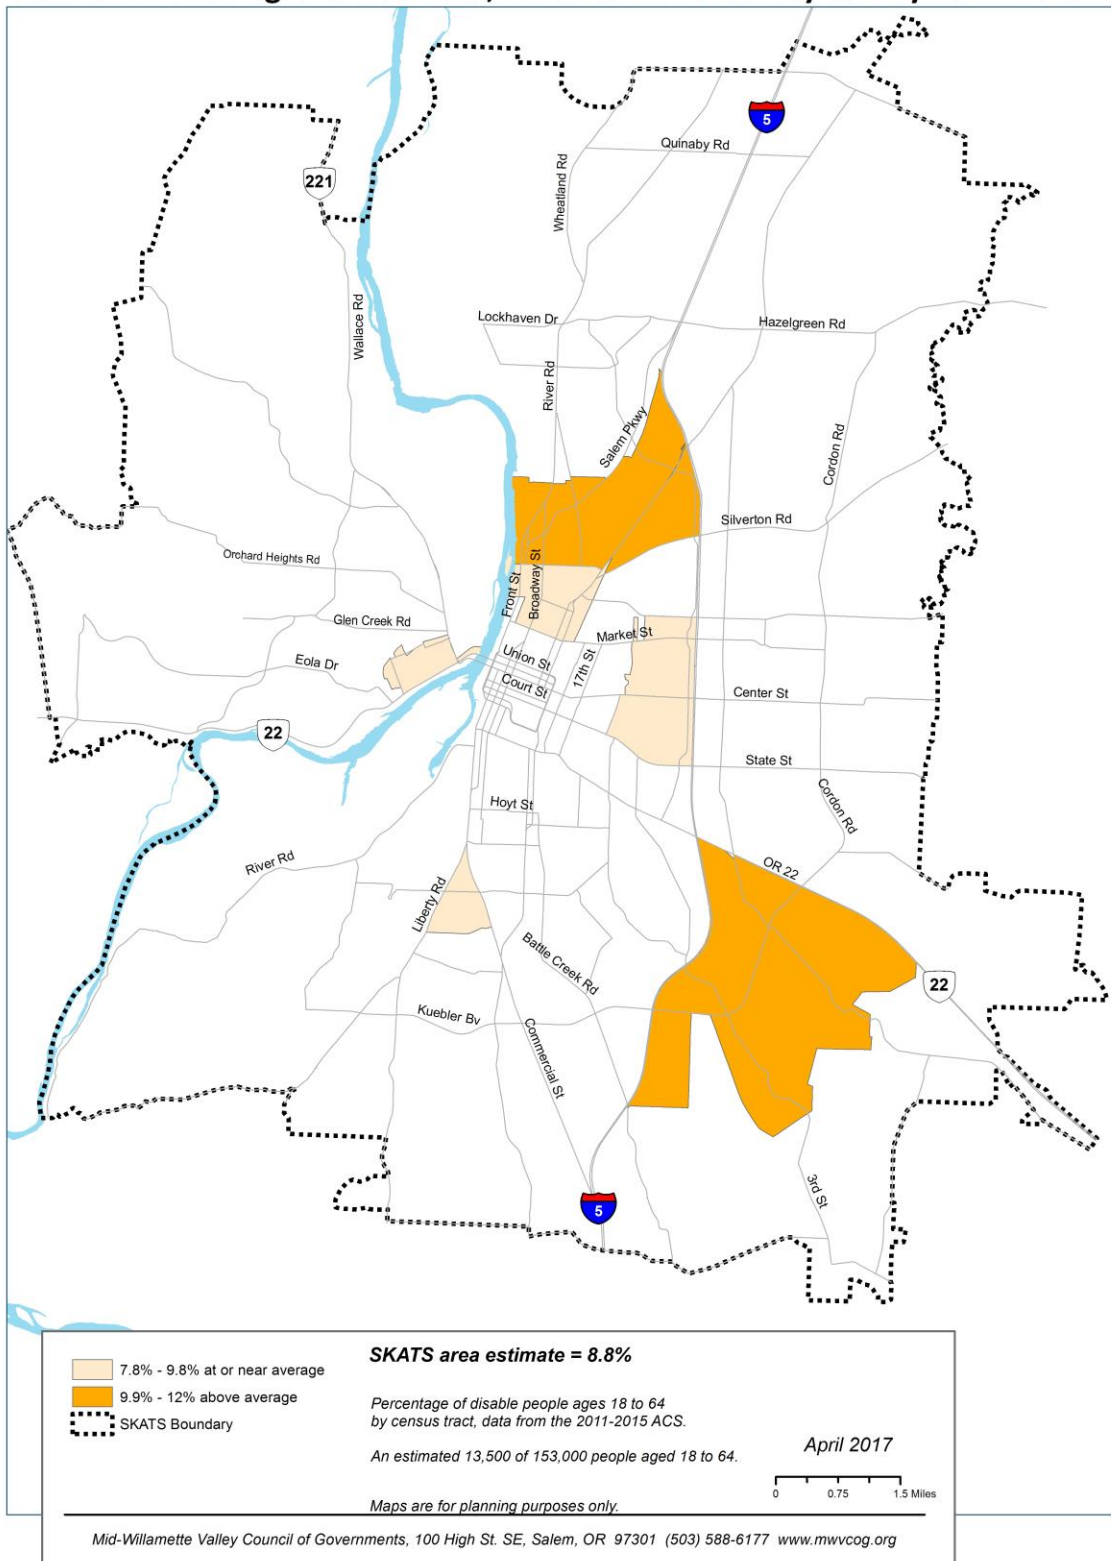 5
Quinaby Rd
Wheatland Rd
221
Wallace Rd
Lockhaven Dr
Hazelgreen Rd
River Rd
Salem Pkwy
Cordon Rd
Silverton Rd
Orchard Heights Rd
Front St
Broadway St
Glen Creek Rd
Market St
Eola Dr
Union St
17th St
Court St
Center St
22
State St
Hoyt St
Cordon Rd
River Rd
OR 22
Liberty Rd
Battle Creek Rd
22
Kuebler Bv
Commercial St
3rd St
5
7.8% - 9.8% at or near average
9.9% - 12% above average
SKATS Boundary
SKATS area estimate = 8.8%
Percentage of disable people ages 18 to 64
by census tract, data from the 2011-2015 ACS.
An estimated 13,500 of 153,000 people aged 18 to 64.
Maps are for planning purposes only.
April 2017
0 0.75 1.5 Miles
Mid-Willamette Valley Council of Governments, 100 High St. SE, Salem, OR 97301 (503) 588-6177 www.mwvcog.org